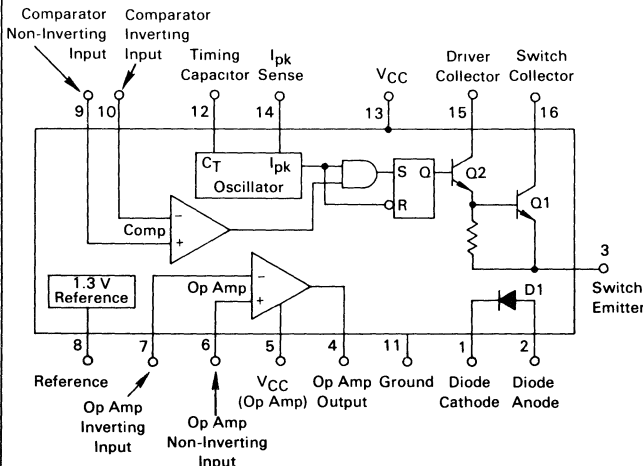 Comparator
Non-Inverting
Input
Comparator
Inverting
Input
Timing
Capacitor
Ipk
Sense
VCC
Driver
Collector
Switch
Collector
9
10
12
14
13
15
16
CT
Ipk
Oscillator
S
Q
R
Q2
Q1
−
Comp
+
3
Switch
Emitter
1.3 V
Reference
Op Amp
−
+
D1
8
7
6
5
4
11
1
2
Reference
Op Amp
Inverting
Input
Op Amp
Non-Inverting
Input
VCC
(Op Amp)
Op Amp
Output
Ground
Diode
Cathode
Diode
Anode